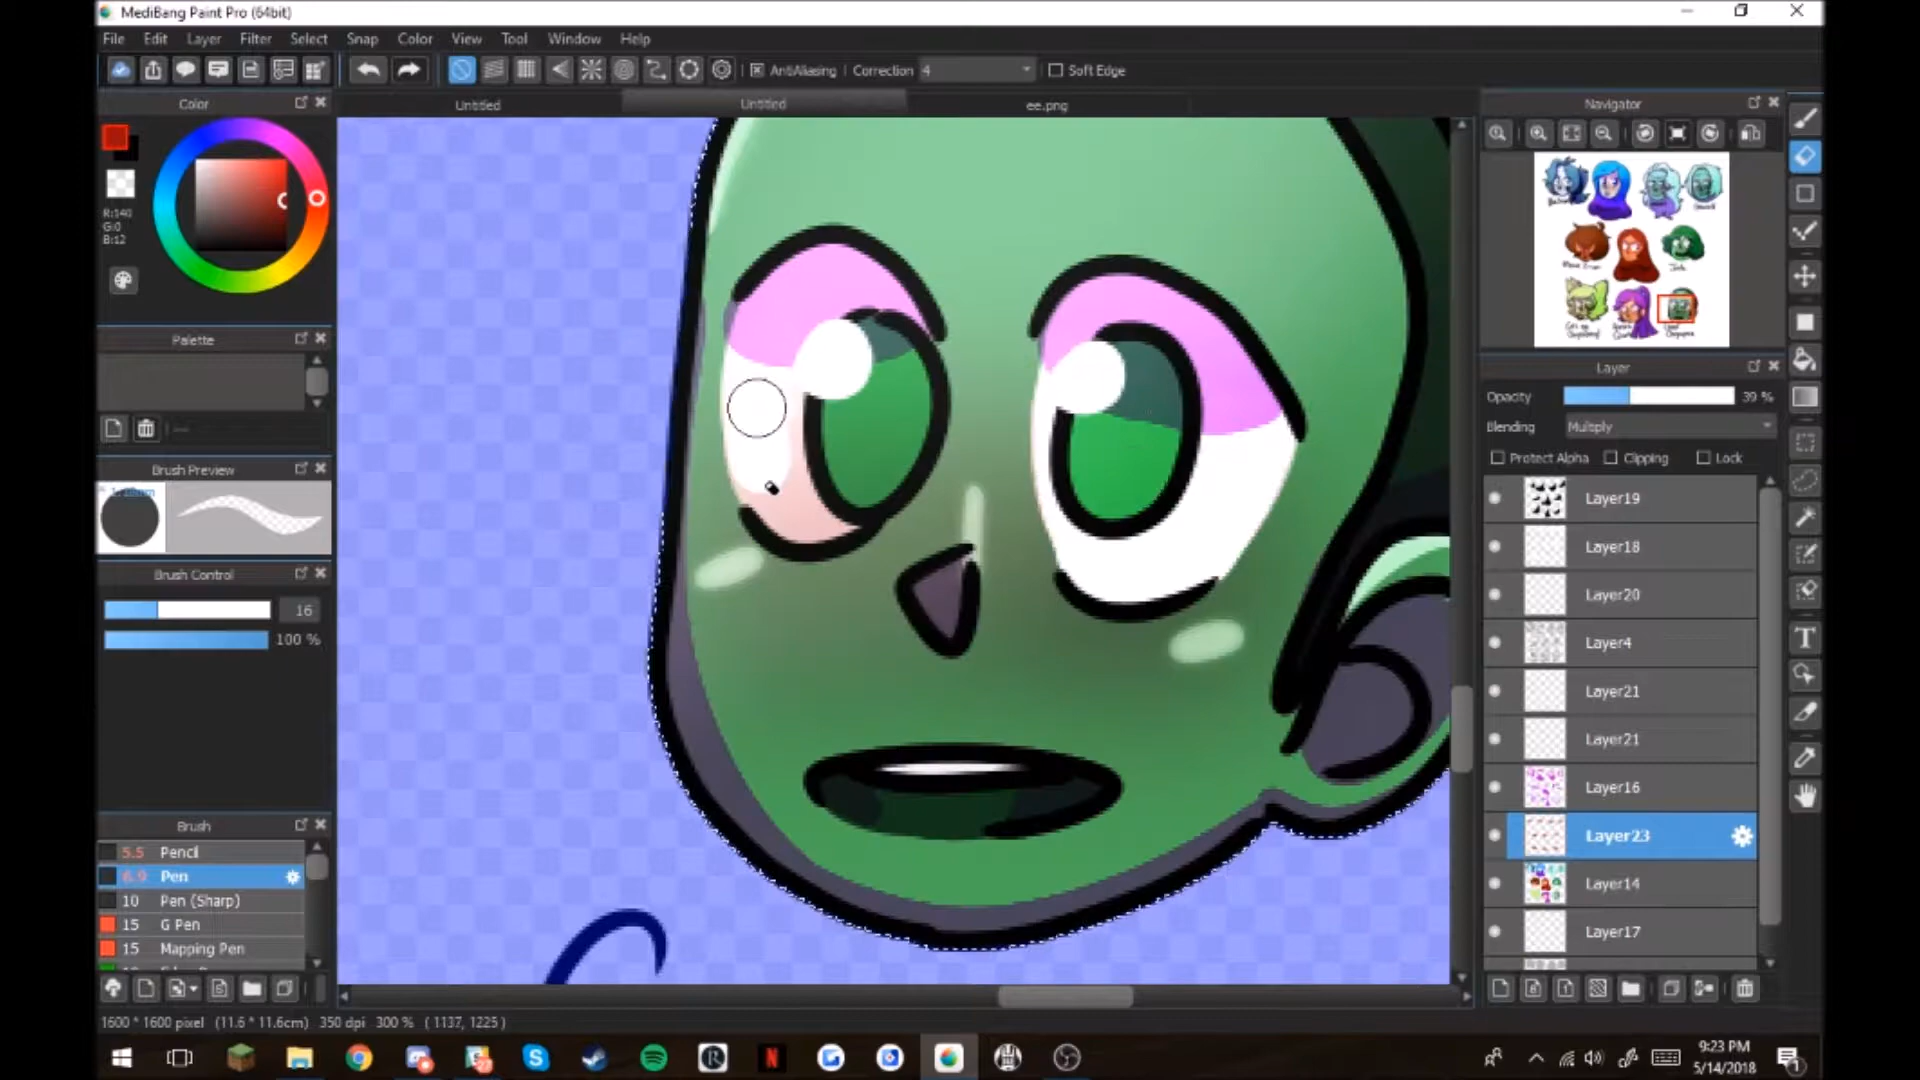 MediBang Paint Pro (64bit)
File Edit Layer Filter Select Snap Color View Tool Window Help
AntiAliasing Correction 4 Soft Edge
Color
Untitled Untitled ee.png
Navigator
R:140
G:0
B:12
Palette
Layer
Opacity 39 %
Blending Multiply
Protect Alpha Clipping Lock
Brush Preview
Layer19
Layer18
Brush Control
Layer20
16
100 %
Layer4
Layer21
Layer21
Layer16
Brush
Layer23
5.5 Pencil
6.9 Pen
10 Pen (Sharp)
15 G Pen
15 Mapping Pen
Layer14
Layer17
1600 * 1600 pixel (11.6 * 11.6cm) 350 dpi 300 % ( 1137, 1225 )
9:23 PM
5/14/2018